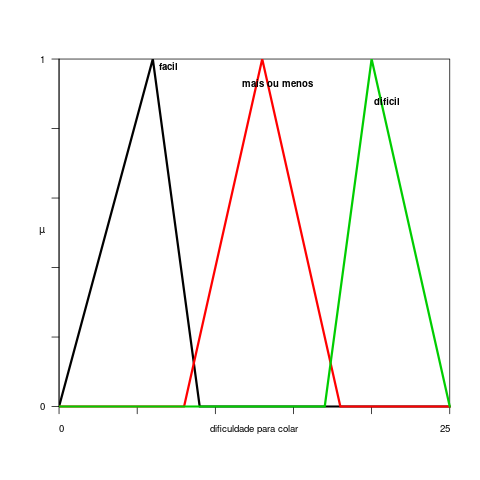 1
facil
mais ou menos
dificil
μ
0
0
dificuldade para colar
25